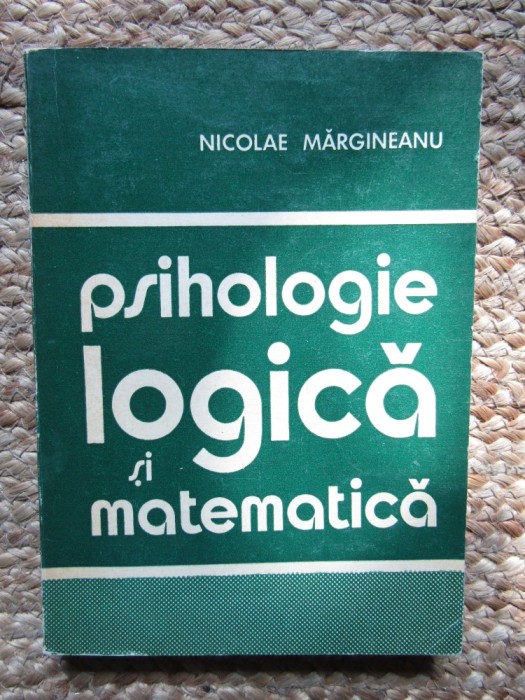 NICOLAE MĂRGINEANU
psihologie
logică
și
matematică